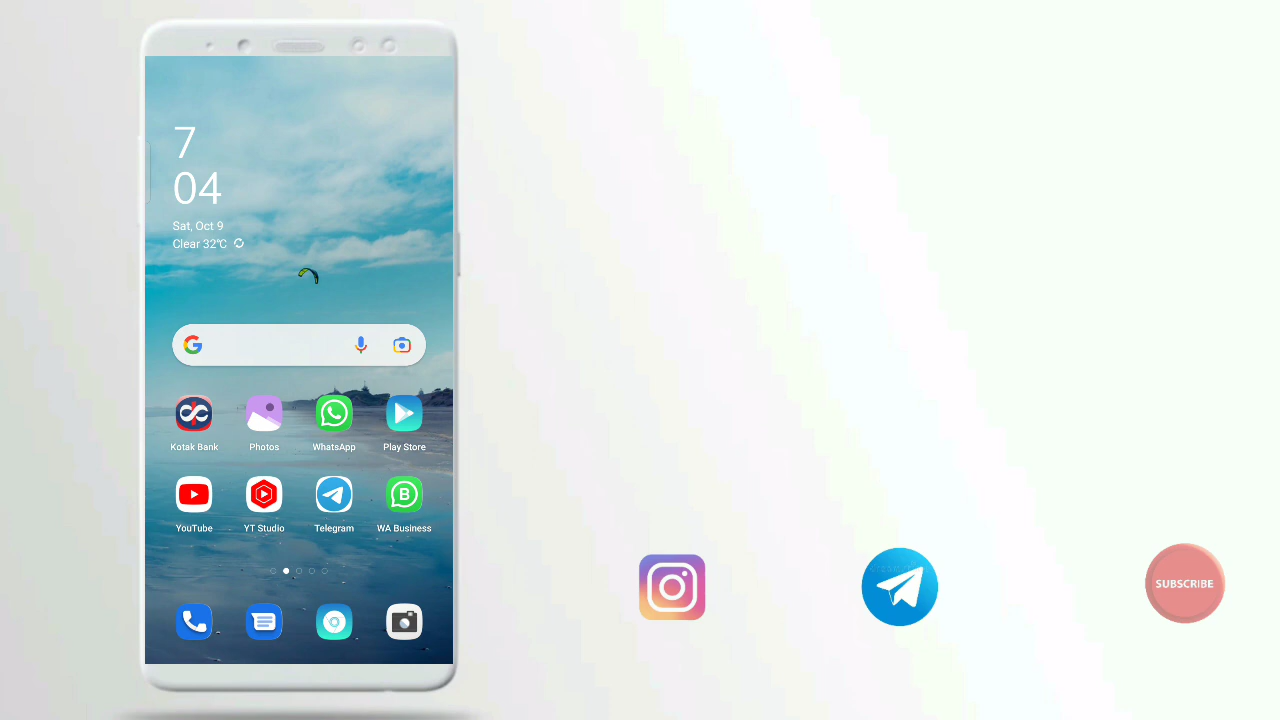 7
04
Sat, Oct 9
Clear 32°C
Kotak Bank
Photos
WhatsApp
Play Store
YouTube
YT Studio
Telegram
WA Business
SUBSCRIBE